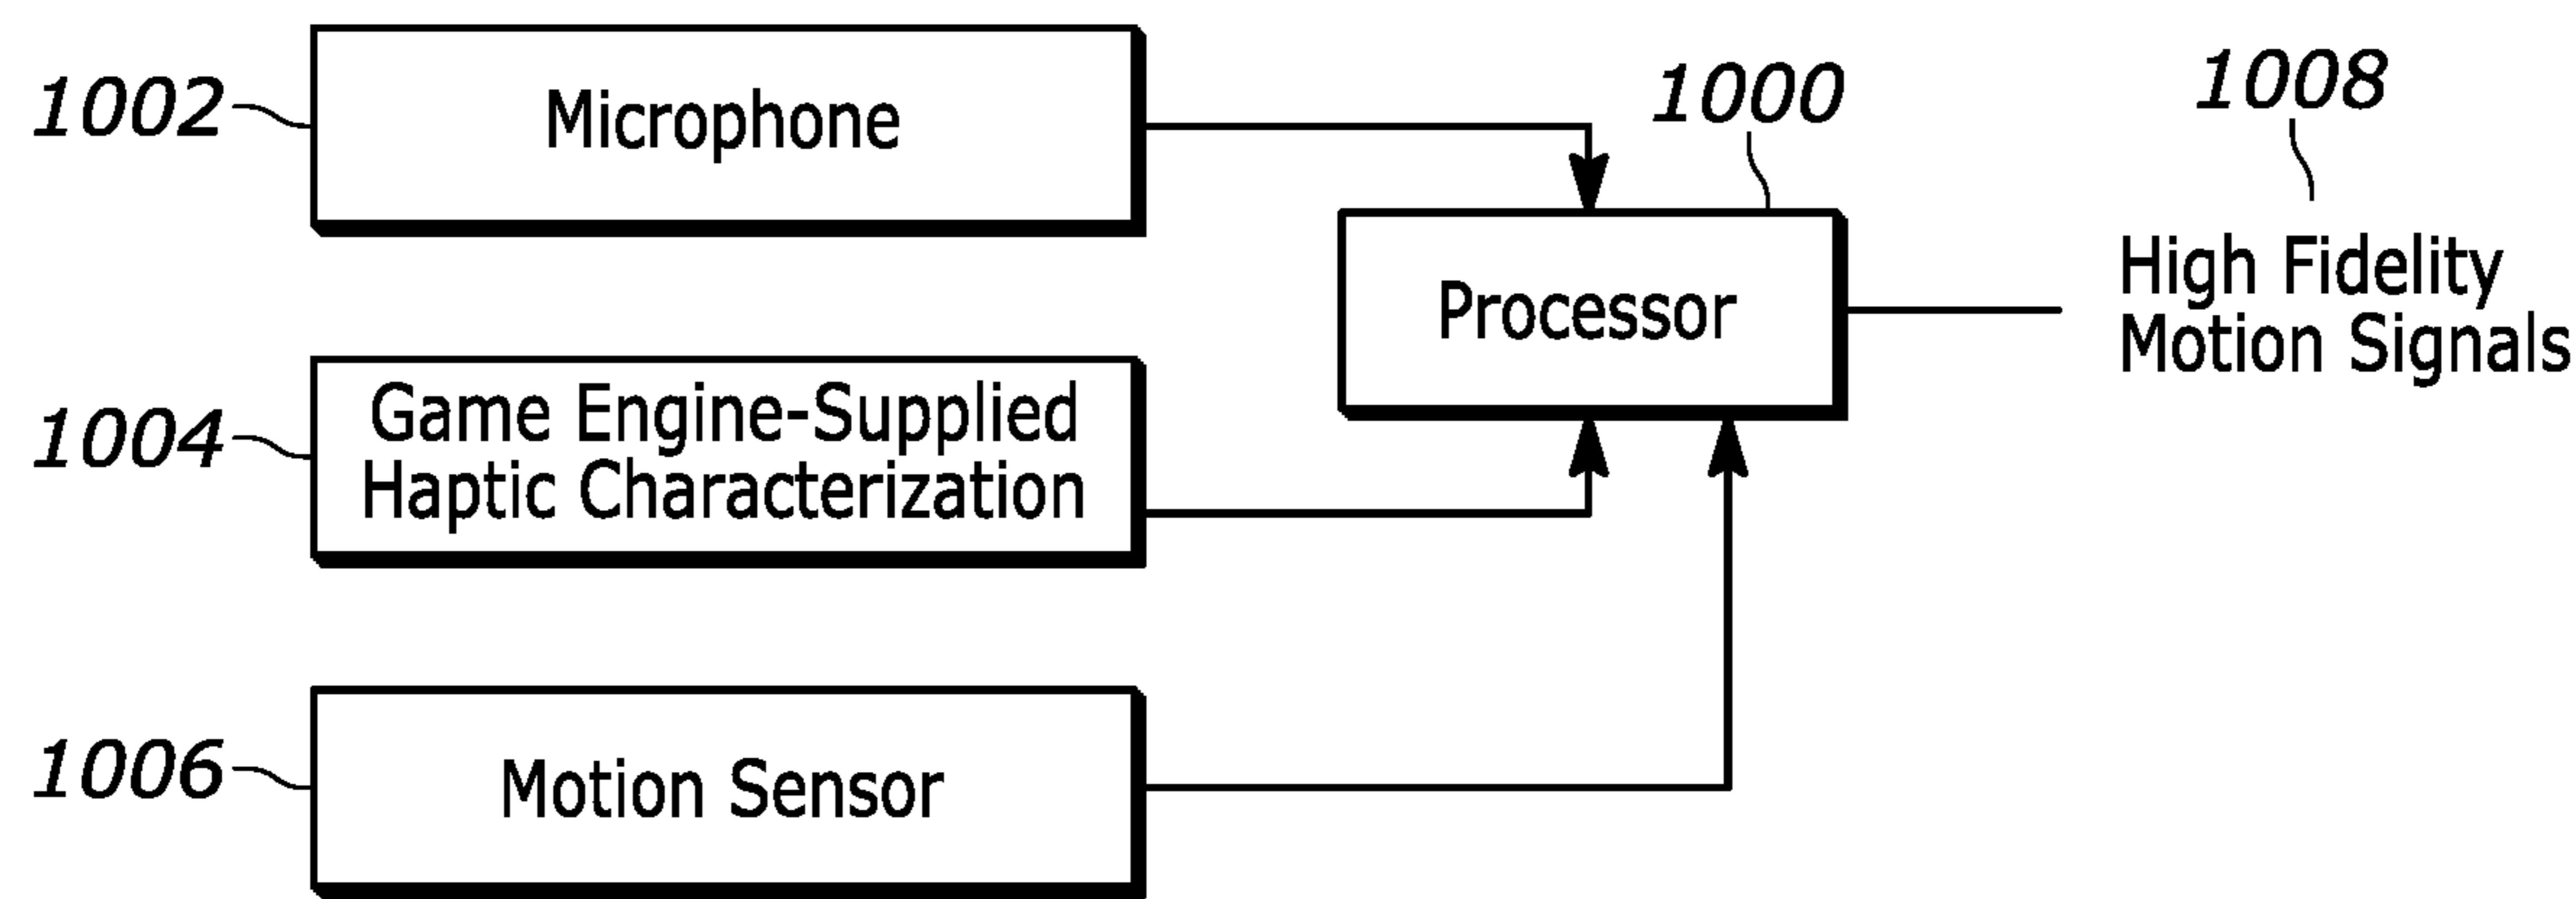 1002
Microphone
1000
1008
Processor
High Fidelity
Motion Signals
1004
Game Engine-Supplied
Haptic Characterization
1006
Motion Sensor